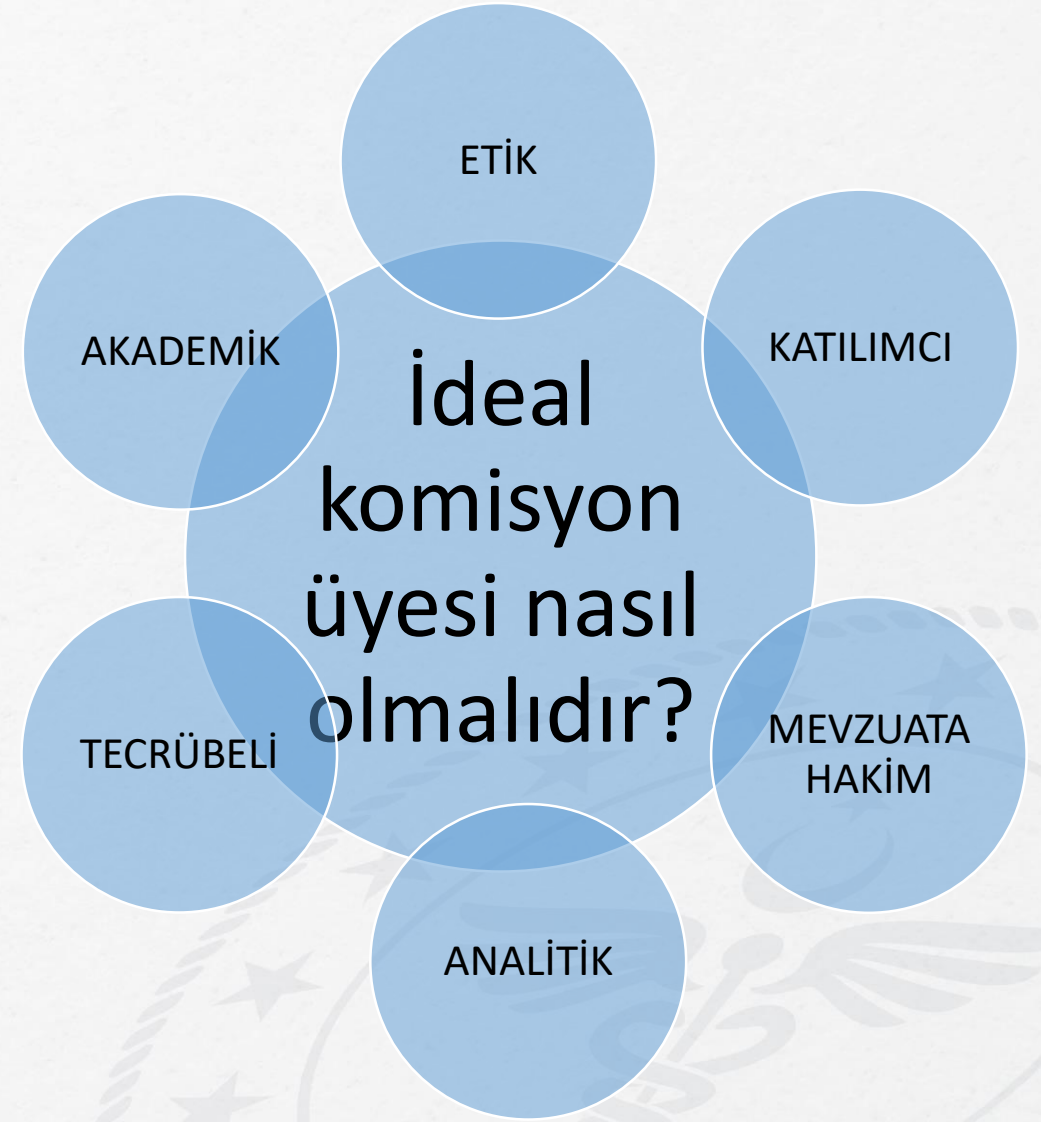 ETİK
AKADEMİK
KATILIMCI
İdeal
komisyon
üyesi nasıl
olmalıdır?
TECRÜBELİ
MEVZUATA
HAKİM
ANALİTİK